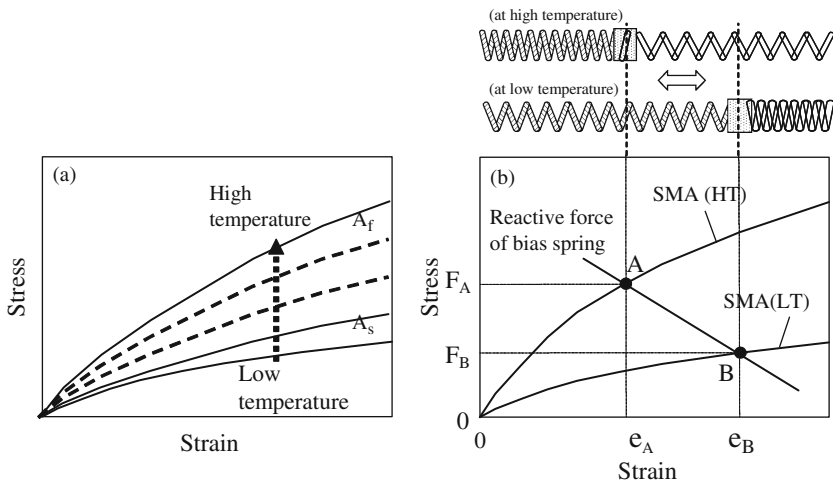 (at high temperature)
(at low temperature)
(a)
High
temperature
A_f
A_s
Low
temperature
Stress
Strain
(b)
SMA (HT)
Reactive force
of bias spring
A
F_A
SMA(LT)
F_B
B
0
0
e_A
e_B
Stress
Strain